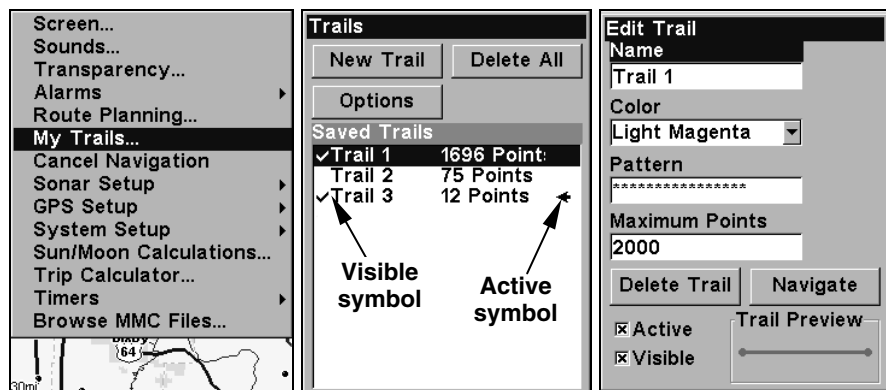 Screen...
Sounds...
Transparency...
Alarms
Route Planning...
My Trails...
Cancel Navigation
Sonar Setup
GPS Setup
System Setup
Sun/Moon Calculations...
Trip Calculator...
Timers
Browse MMC Files...
Bixby
64
30mi
Trails
New Trail Delete All
Options
Saved Trails
✓Trail 1 1696 Point
Trail 2 75 Points
✓Trail 3 12 Points
Visible
symbol
Active
symbol
Edit Trail
Name
Trail 1
Color
Light Magenta
Pattern
****************
Maximum Points
2000
Delete Trail Navigate
Active
Visible
Trail Preview